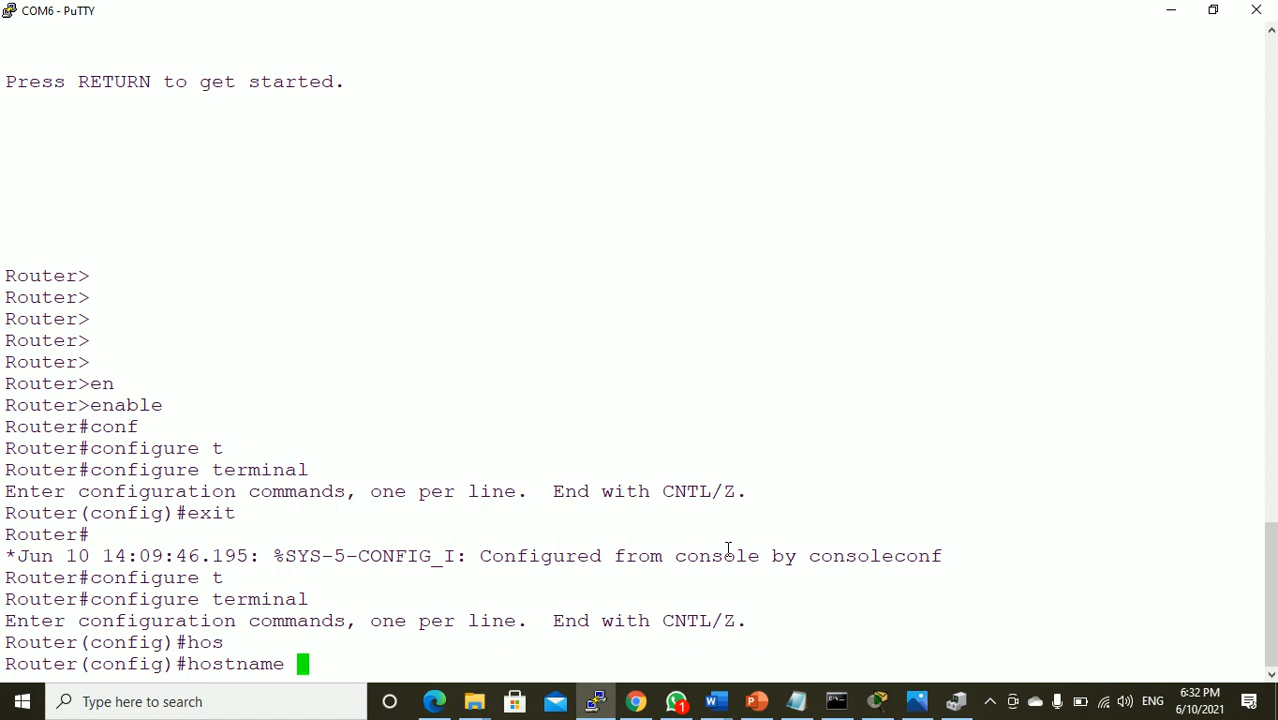 COM6 - PuTTY
Press RETURN to get started.
Router>
Router>
Router>
Router>
Router>
Router>en
Router>enable
Router#conf
Router#configure t
Router#configure terminal
Enter configuration commands, one per line.  End with CNTL/Z.
Router(config)#exit
Router#
*Jun 10 14:09:46.195: %SYS-5-CONFIG_I: Configured from console by consoleconf
Router#configure t
Router#configure terminal
Enter configuration commands, one per line.  End with CNTL/Z.
Router(config)#hos
Router(config)#hostname
Type here to search
1
ENG
6:32 PM
6/10/2021